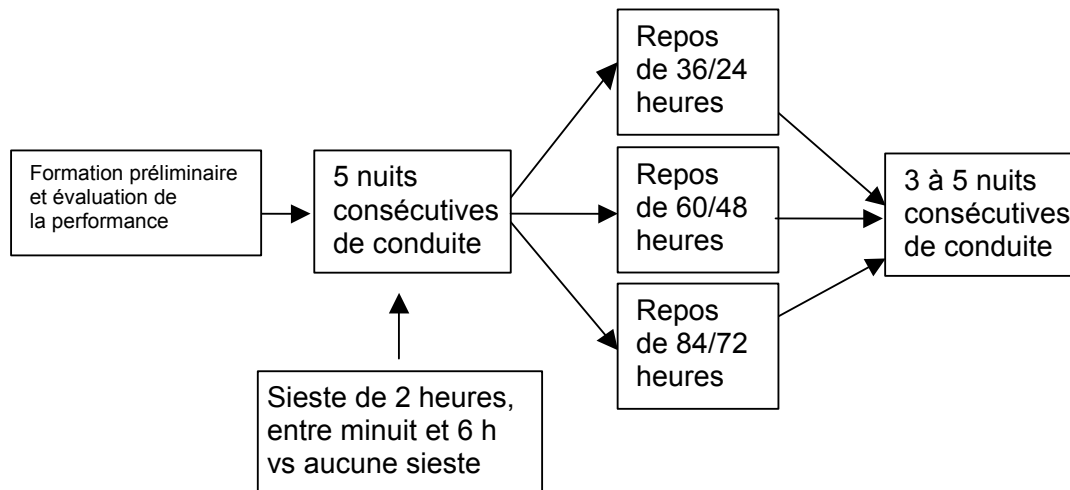 Formation préliminaire
et évaluation de
la performance
5 nuits
consécutives
de conduite
Sieste de 2 heures,
entre minuit et 6 h
vs aucune sieste
Repos
de 36/24
heures
Repos
de 60/48
heures
Repos
de 84/72
heures
3 à 5 nuits
consécutives
de conduite